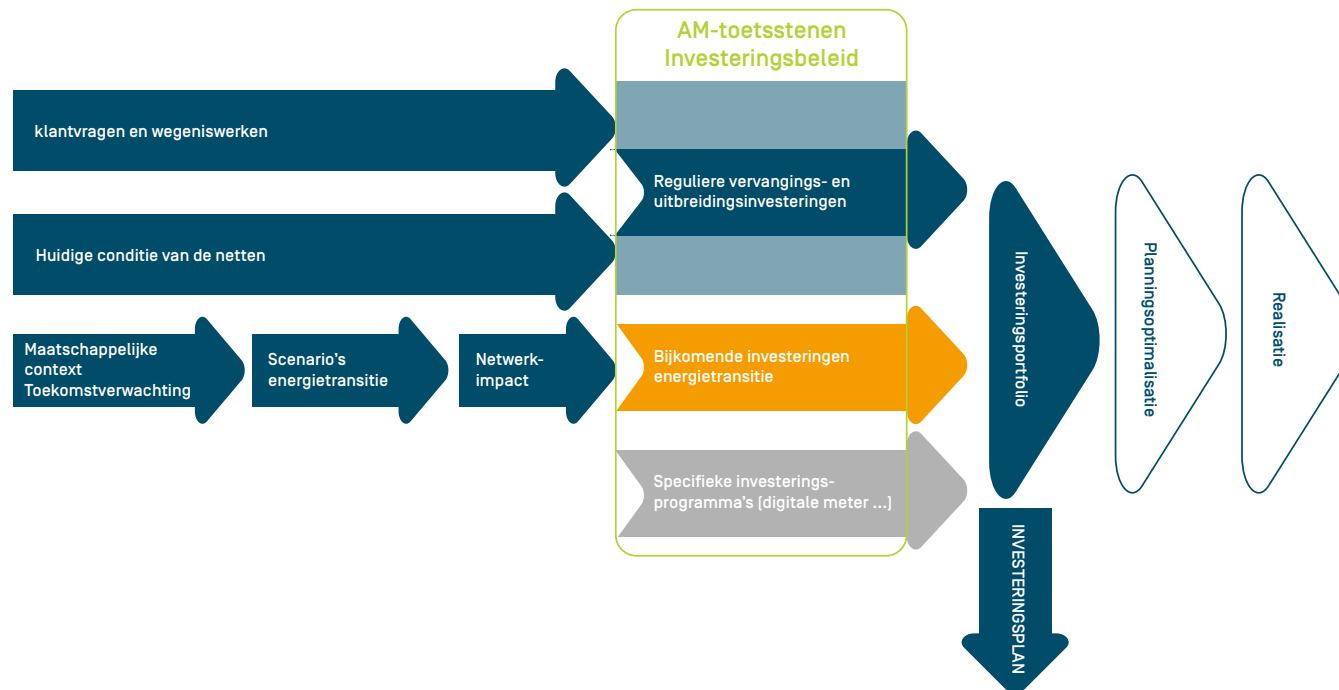 AM-toetsstenen
Investeringsbeleid
klantvragen en wegeniswerken
Reguliere vervangings- en
uitbreidingsinvesteringen
Huidige conditie van de netten
Maatschappelijke
context
Toekomstverwachting
Scenario's
energietransitie
Netwerk-
impact
Bijkomende investeringen
energietransitie
Specifieke investerings-
programma's (digitale meter ...)
Investeringsportfolio
Planningsoptimalisatie
Realisatie
INVESTERINGSPLAN